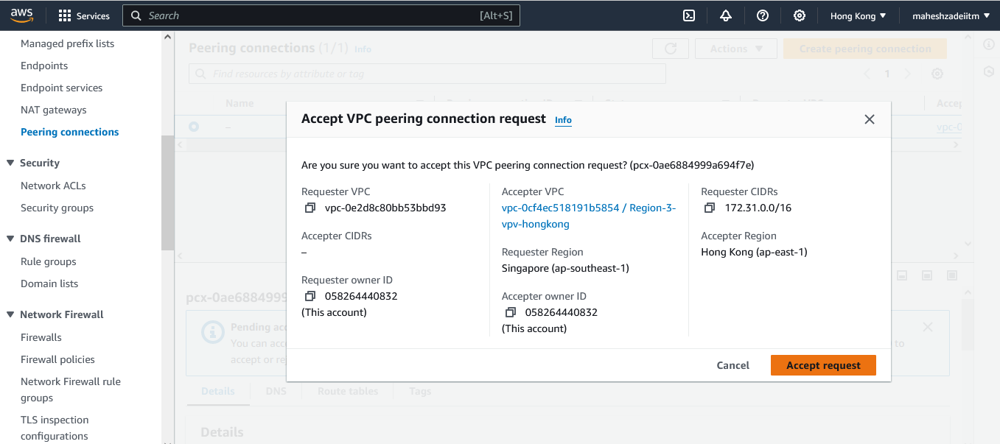 aws
Services
Search
[Alt+S]
Hong Kong
maheshzadeiitm
Managed prefix lists
Endpoints
Endpoint services
NAT gateways
Peering connections
Security
Network ACLs
Security groups
DNS firewall
Rule groups
Domain lists
Network Firewall
Firewalls
Firewall policies
Network Firewall rule
groups
TLS inspection
configurations
Peering connections (1/1) Info
Actions
Create peering connection
Find resources by attribute or tag
1
Name
–
vpc-0
Accept VPC peering connection request Info
Are you sure you want to accept this VPC peering connection request? (pcx-0ae6884999a694f7e)
Requester VPC
vpc-0e2d8c80bb53bbd93
Accepter CIDRs
–
Requester owner ID
058264440832
(This account)
Accepter VPC
vpc-0cf4ec518191b5854 / Region-3-
vpv-hongkong
Requester Region
Singapore (ap-southeast-1)
Accepter owner ID
058264440832
(This account)
Requester CIDRs
172.31.0.0/16
Accepter Region
Hong Kong (ap-east-1)
Cancel
Accept request
pcx-0ae6884999
Pending acc
You can acc
to
accept or re
Details
DNS
Route tables
Tags
Details